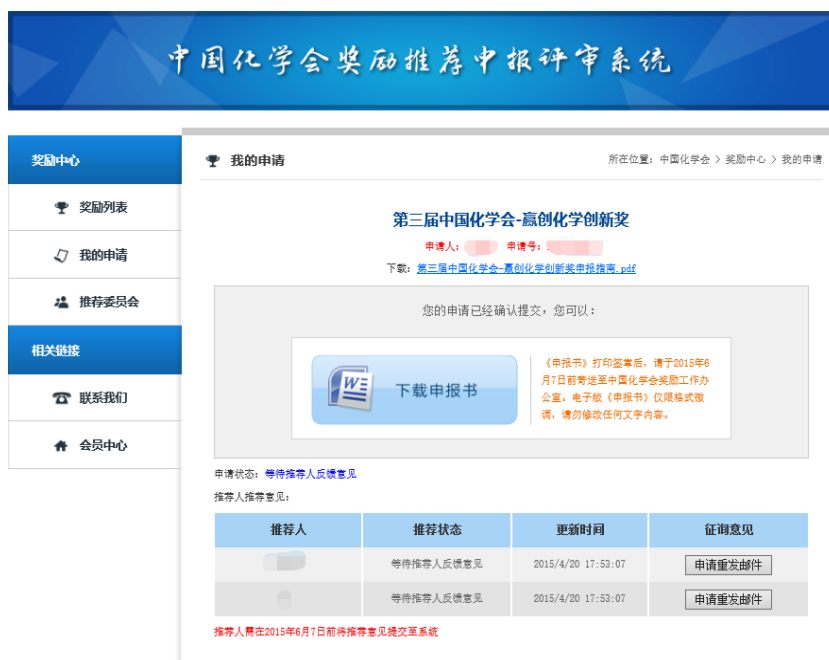 中国化学会奖励推荐申报评审系统
奖励中心
奖励列表
我的申请
推荐委员会
相关链接
联系我们
会员中心
我的申请
所在位置：中国化学会 > 奖励中心 > 我的申请
第三届中国化学会-赢创化学创新奖
申请人： 申请号：
下载：第三届中国化学会-赢创化学创新奖申报指南.pdf
您的申请已经确认提交，您可以：
W
下载申报书
《申报书》打印签章后，请于2015年6
月7日前寄送至中国化学会奖励工作办
公室。电子版《申报书》仅限格式微
调，请勿修改任何文字内容。
申请状态：等待推荐人反馈意见
推荐人推荐意见：
推荐人 推荐状态 更新时间 征询意见
等待推荐人反馈意见 2015/4/20 17:53:07 申请重发邮件
等待推荐人反馈意见 2015/4/20 17:53:07 申请重发邮件
推荐人需在2015年6月7日前将推荐意见提交至系统